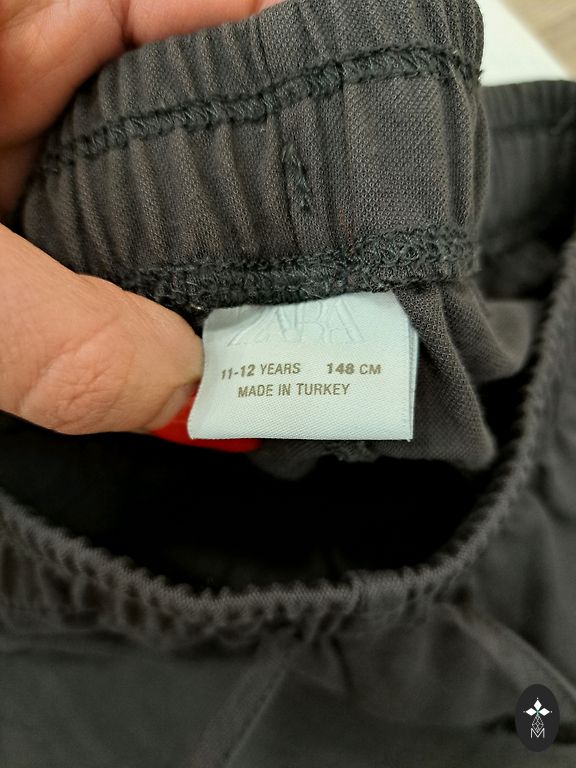 ZARA
11-12 YEARS 148 CM
MADE IN TURKEY
M